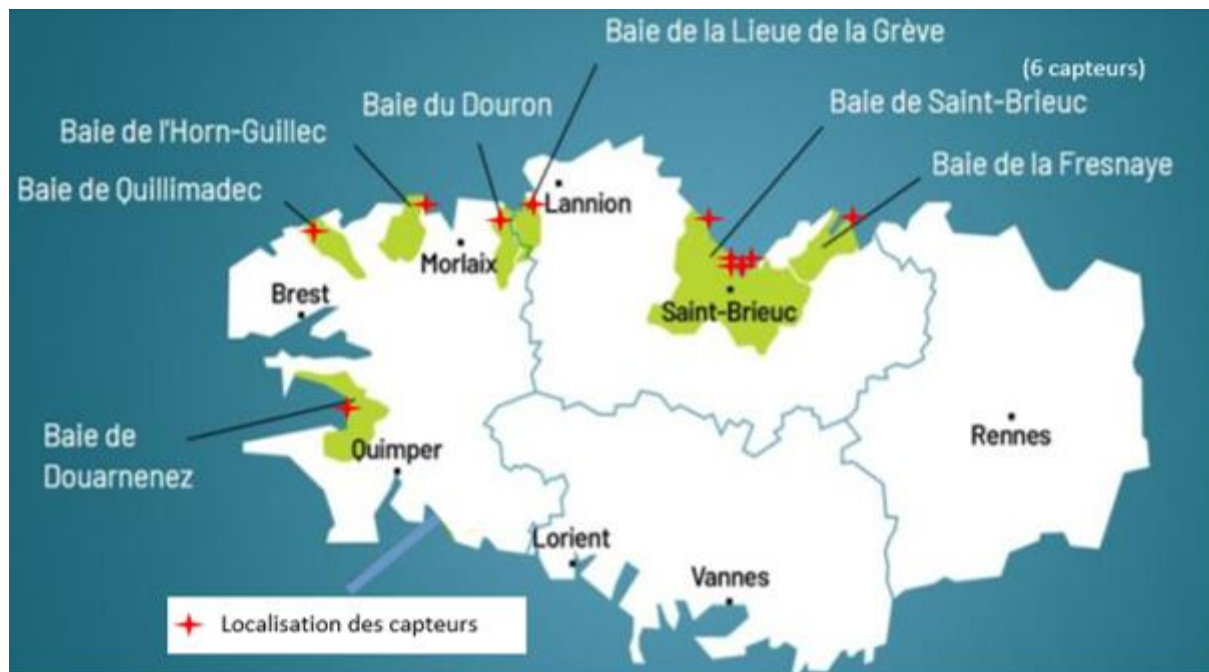 Baie de la Lieue de la Grève
(6 capteurs)
Baie du Douron
Baie de Saint-Brieuc
Baie de l'Horn-Guillec
Baie de la Fresnaye
Baie de Quillimadec
Lannion
Morlaix
Brest
Saint-Brieuc
Baie de
Douarnenez
Quimper
Rennes
Lorient
Vannes
Localisation des capteurs